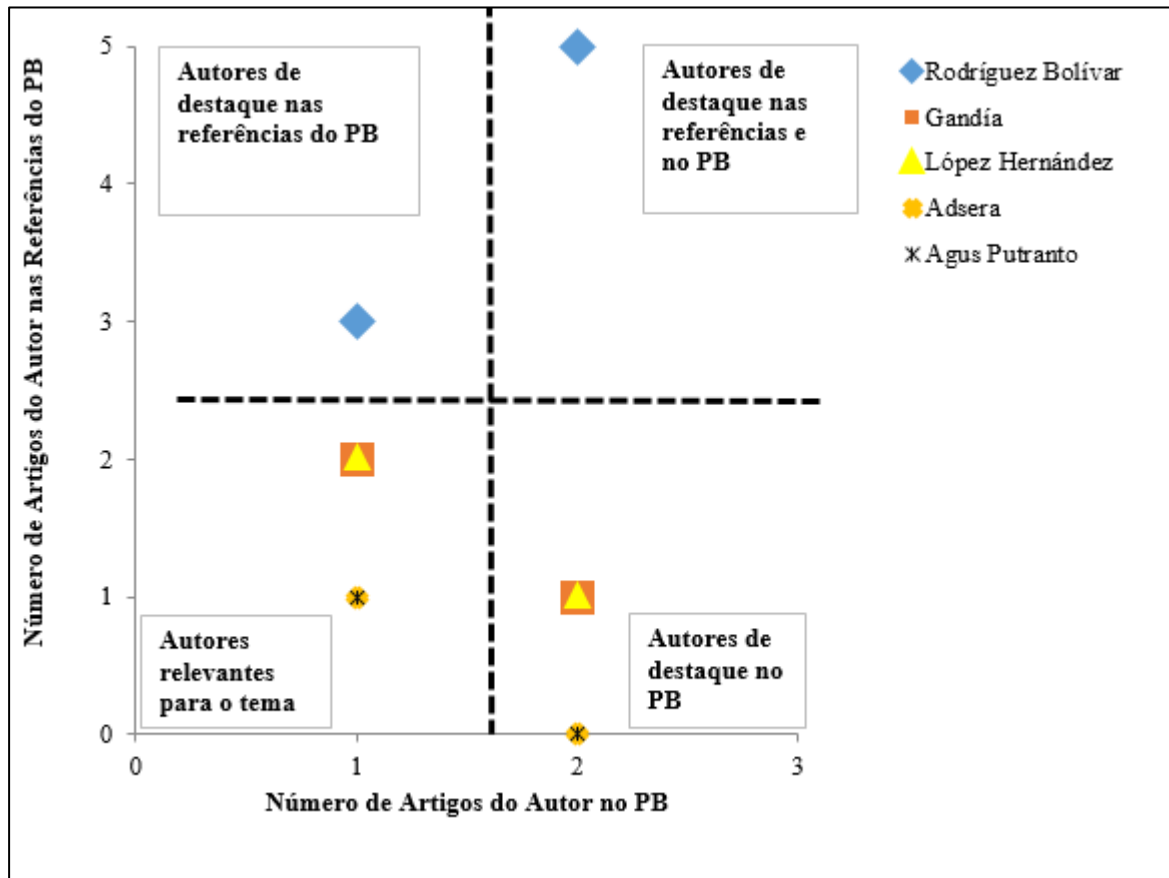 Número de Artigos do Autor nas Referências do PB
5
4
3
2
1
0
Autores de
destaque nas
referências do PB
Autores de
destaque nas
referências e
no PB
Autores
relevantes
para o tema
Autores de
destaque no
PB
0
1
2
3
Número de Artigos do Autor no PB
Rodríguez Bolívar
Gandía
López Hernández
Adsera
Agus Putranto